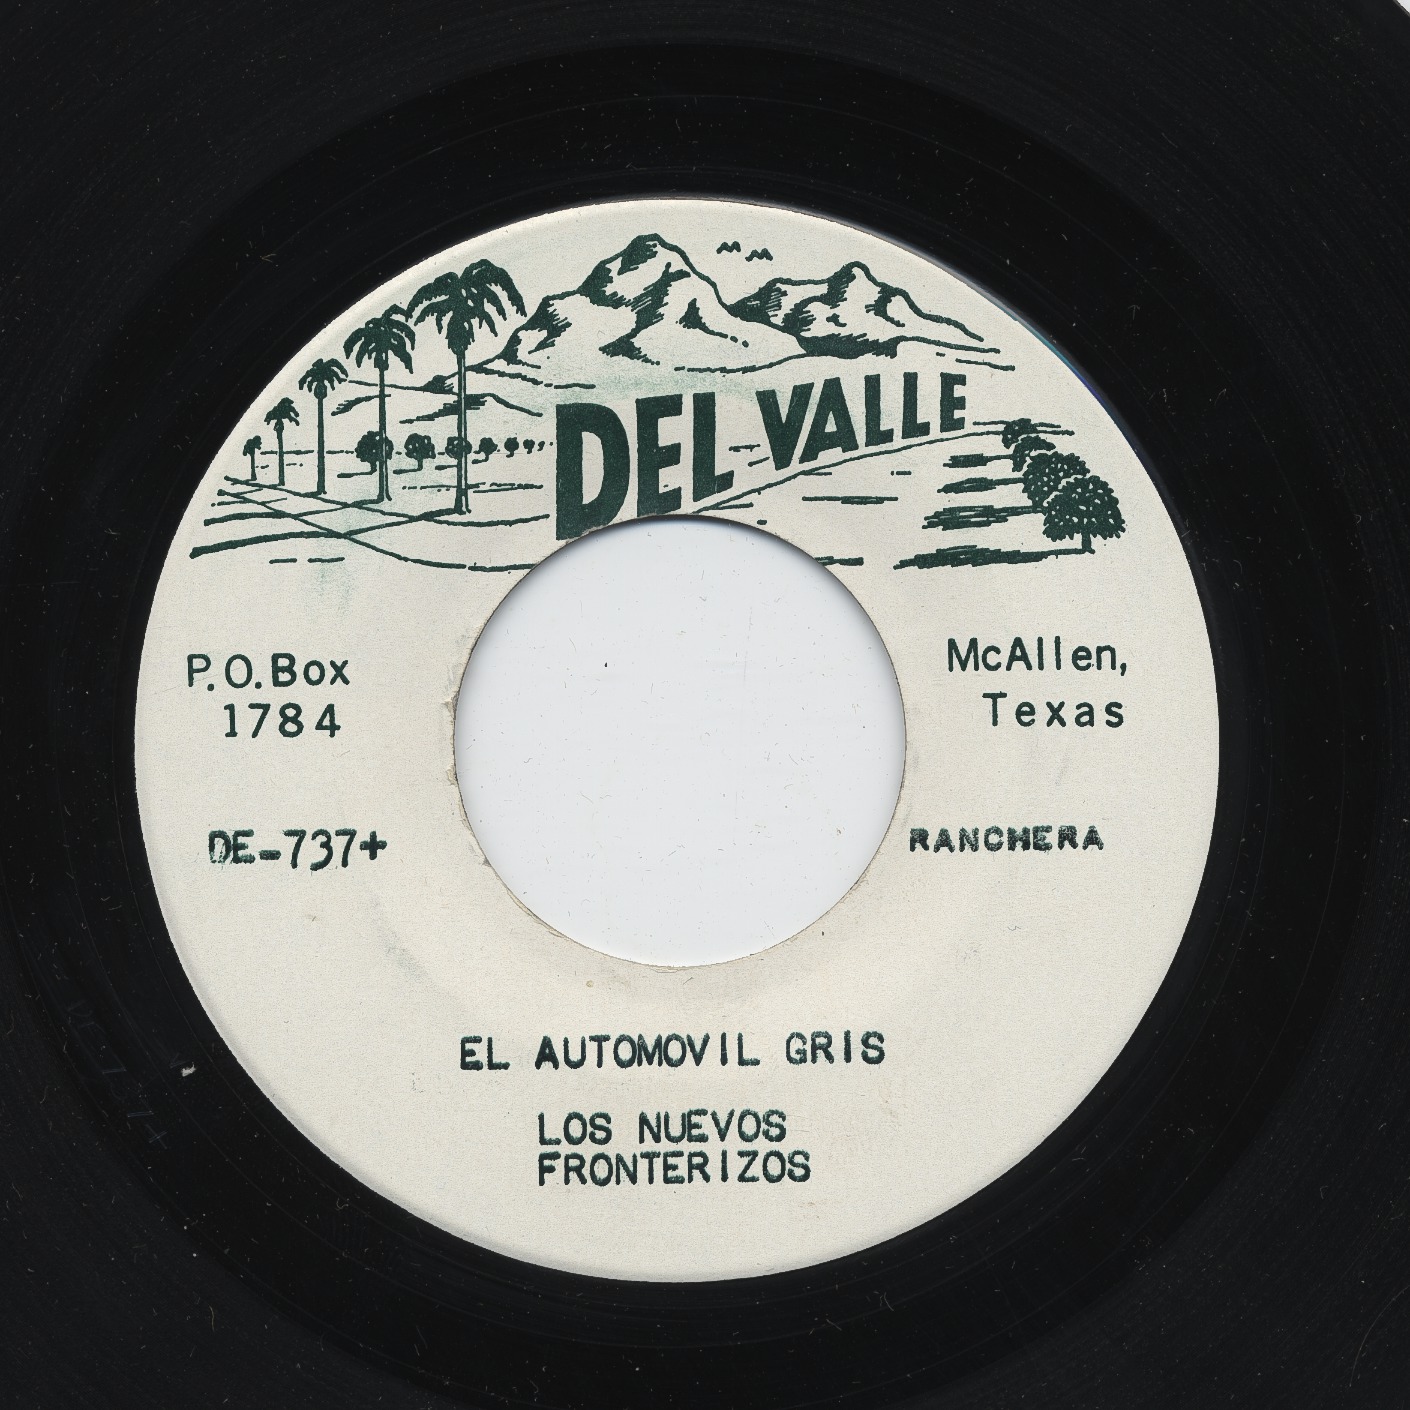 DEL VALLE
P.O.Box
1784
McAllen,
Texas
DE-737+
RANCHERA
EL AUTOMOVIL GRIS
LOS NUEVOS
FRONTERIZOS